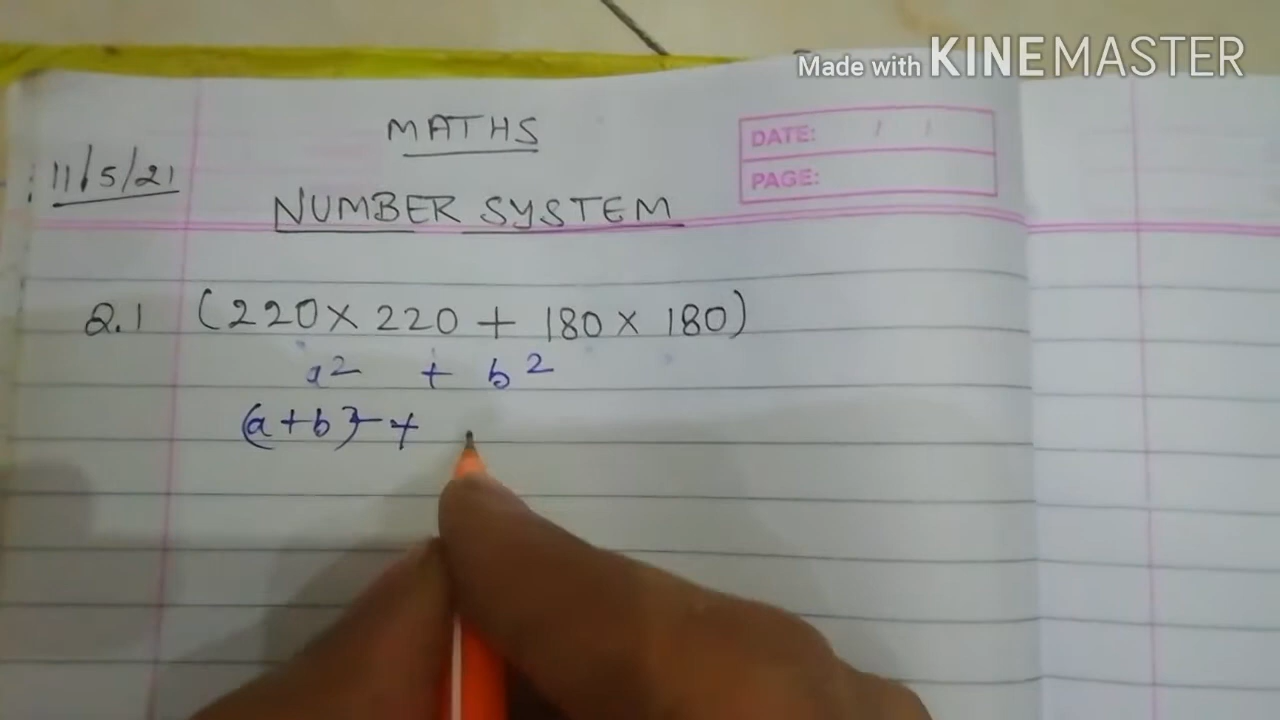 Made with KINEMASTER
MATHS
DATE: / /
PAGE:
11/5/21
NUMBER SYSTEM
Q.1 (220 x 220 + 180 x 180)
a² + b²
(a+b)² +